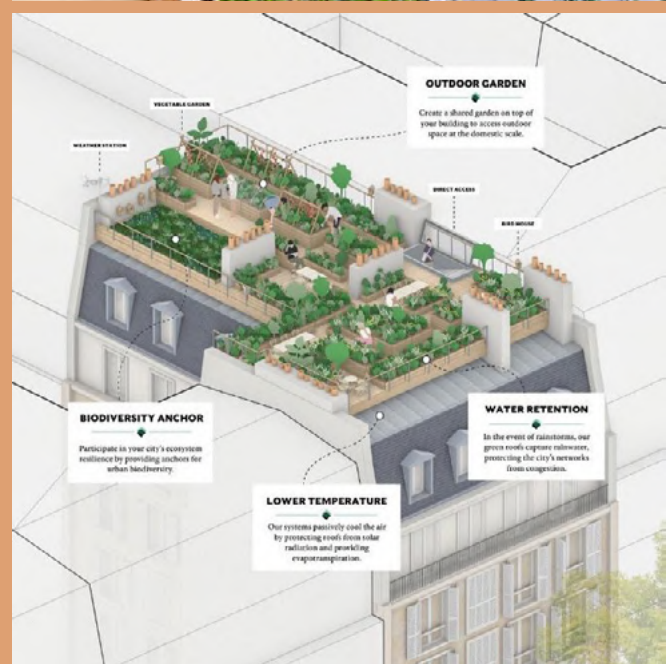 OUTDOOR GARDEN
Create a shared garden on top of
your building to access outdoor
space at the domestic scale.
VEGETABLE GARDEN
WEATHER STATION
DIRECT ACCESS
BIRD HOUSE
BIODIVERSITY ANCHOR
Participate in your city's ecosystem
resilience by providing anchors for
urban biodiversity.
WATER RETENTION
In the event of rainstorms, our
green roofs capture rainwater,
protecting the city's networks
from congestion.
LOWER TEMPERATURE
Our systems passively cool the air
by protecting roofs from solar
radiation and providing
evapotranspiration.